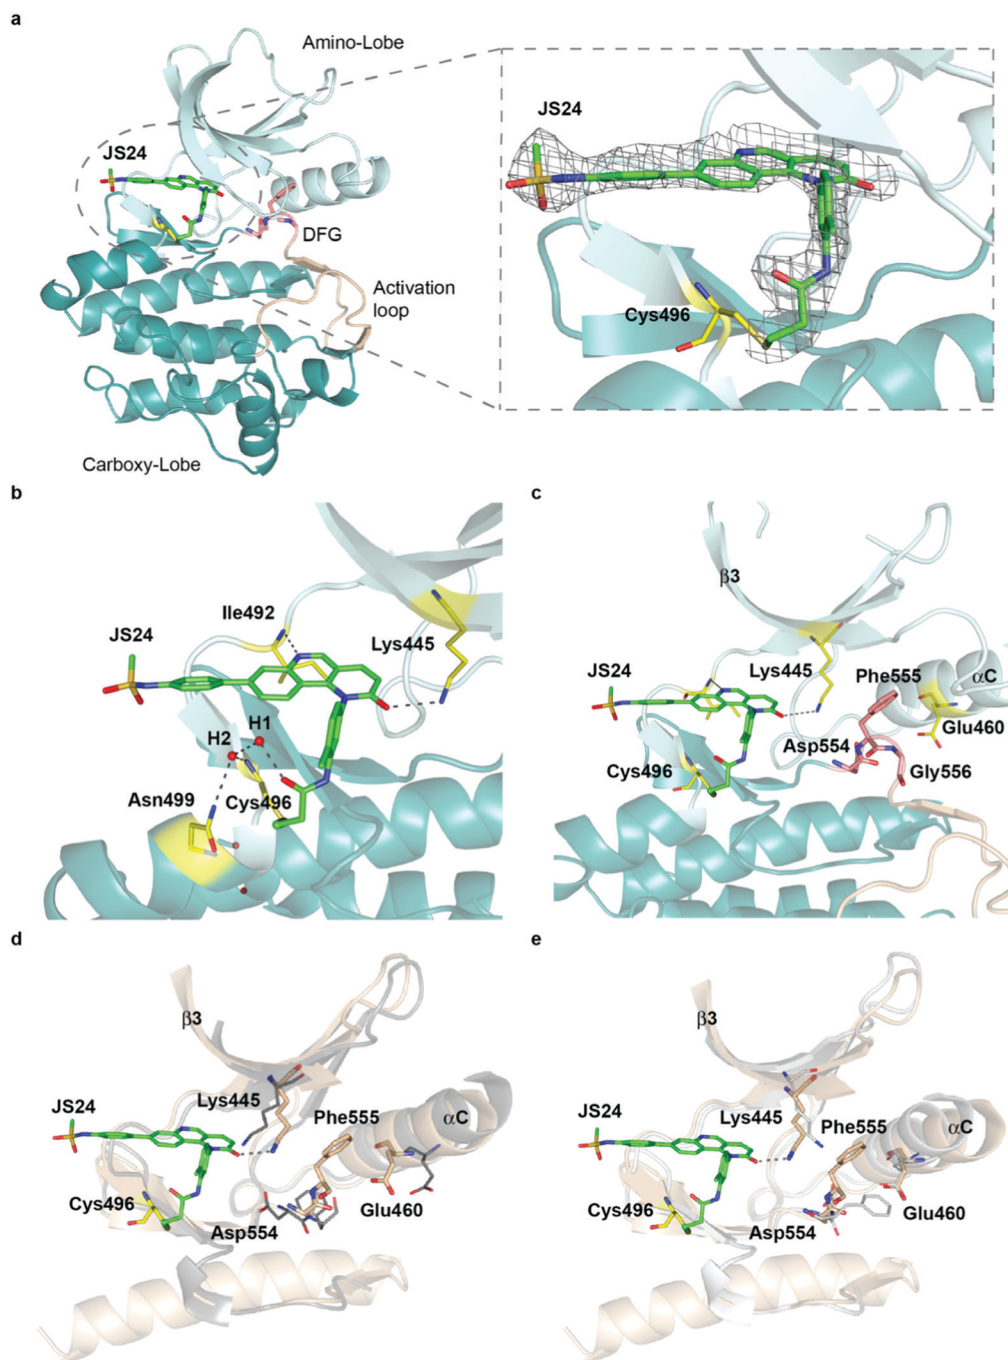 a
Amino-Lobe
JS24
DFG
Activation
loop
Carboxy-Lobe
JS24
Cys496
b
Ile492
JS24
Lys445
H1
H2
Asn499
Cys496
c
β3
JS24
Lys445
Phe555
αC
Glu460
Asp554
Cys496
Gly556
d
β3
JS24
Lys445
Phe555
αC
Cys496
Glu460
Asp554
e
β3
JS24
Lys445
Phe555
αC
Cys496
Glu460
Asp554